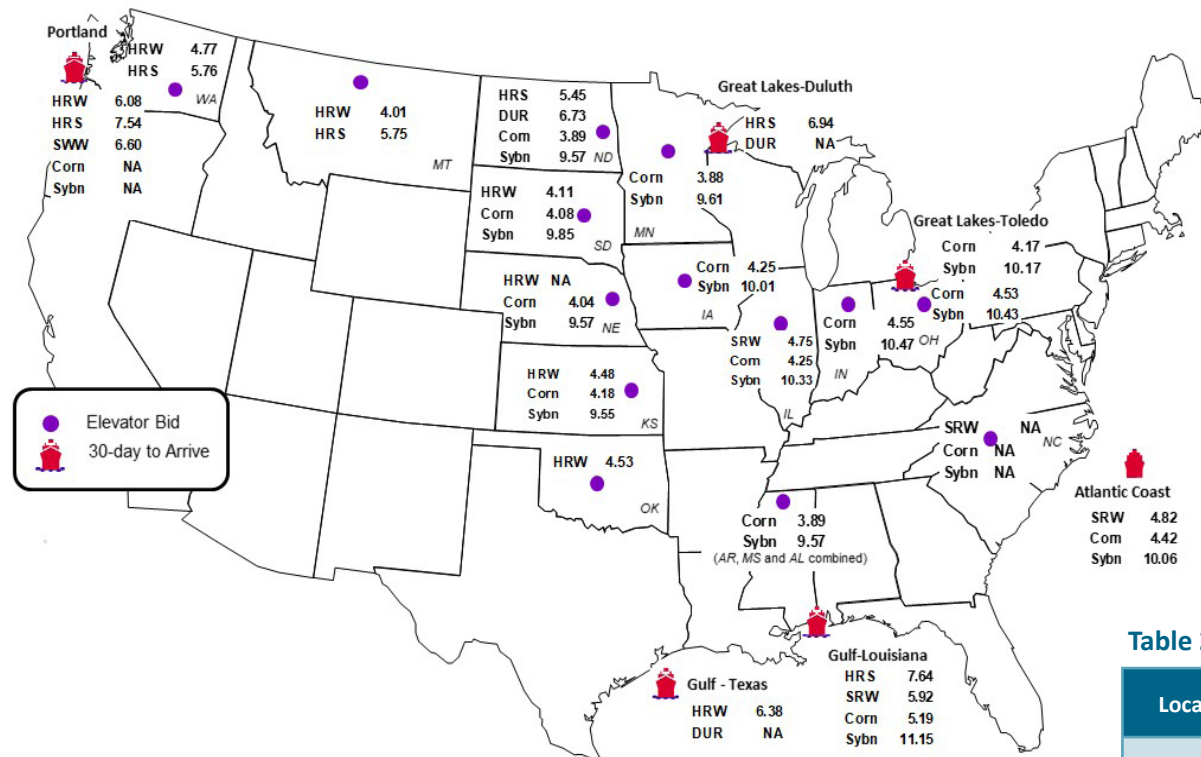 Portland
HRW 4.77
HRS 5.76
WA
HRW 6.08
HRS 7.54
SWW 6.60
Corn NA
Sybn NA
HRW 4.01
HRS 5.75
MT
HRS 5.45
DUR 6.73
Corn 3.89
Sybn 9.57
ND
HRW 4.11
Corn 4.08
Sybn 9.85
SD
HRW NA
Corn 4.04
Sybn 9.57
NE
HRW 4.48
Corn 4.18
Sybn 9.55
KS
HRW 4.53
OK
Great Lakes-Duluth
HRS 6.94
DUR NA
Corn 3.88
Sybn 9.61
MN
Corn 4.25
Sybn 10.01
IA
SRW 4.75
Corn 4.25
Sybn 10.33
IL
Great Lakes-Toledo
Corn 4.17
Sybn 10.17
Corn 4.53
Sybn 10.43
OH
Corn 4.55
Sybn 10.47
IN
SRW NA
Corn NA
Sybn NA
NC
Atlantic Coast
SRW 4.82
Corn 4.42
Sybn 10.06
Corn 3.89
Sybn 9.57
(AR, MS and AL combined)
Gulf-Louisiana
HRS 7.64
SRW 5.92
Corn 5.19
Sybn 11.15
Gulf - Texas
HRW 6.38
DUR NA
Elevator Bid
30-day to Arrive
Table
Loca